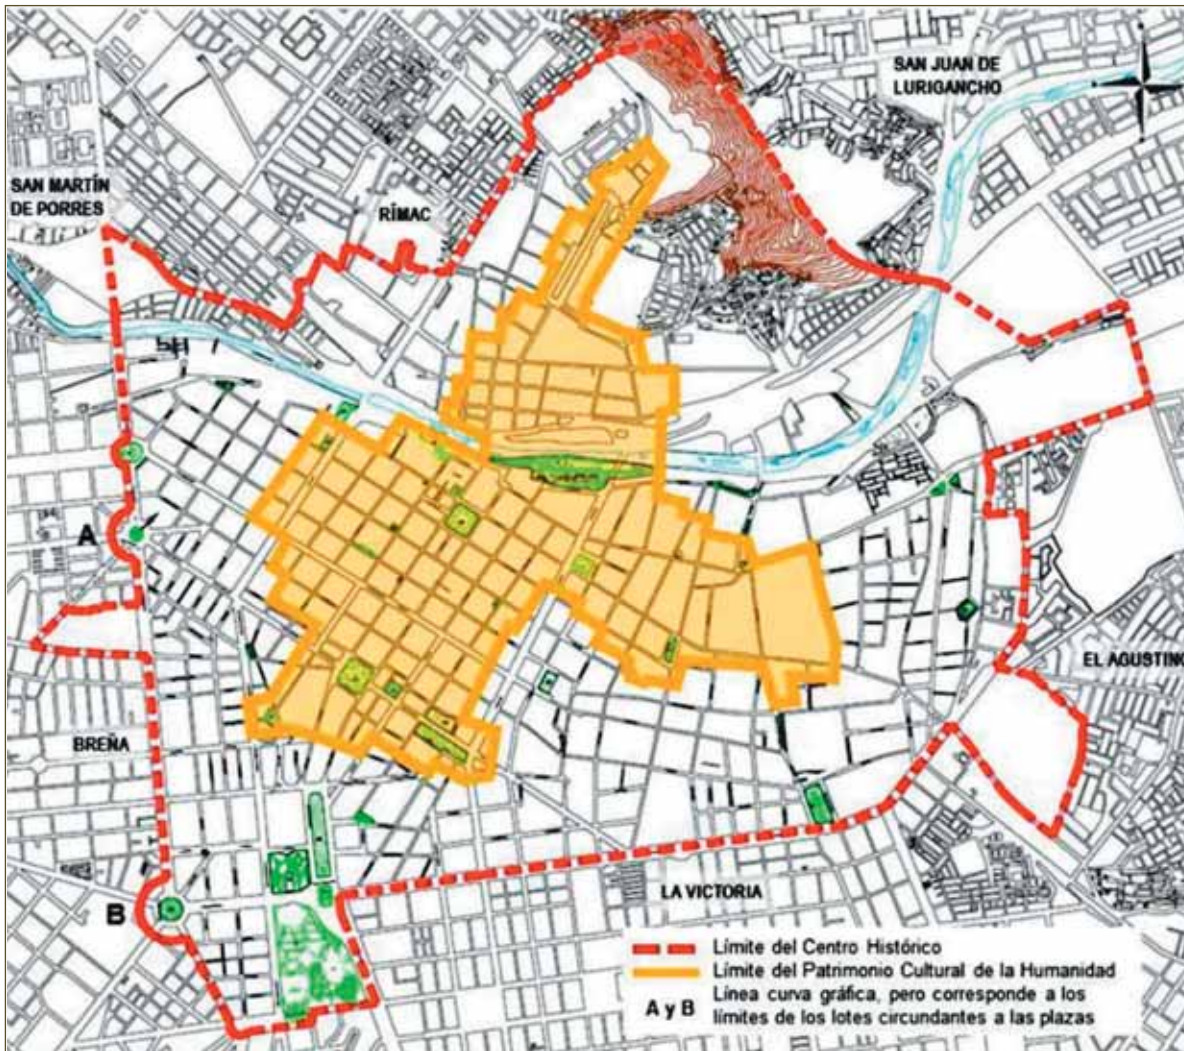 SAN JUAN DE
LURIGANCHO
SAN MARTÍN
DE PORRES
RÍMAC
A
EL AGUSTINO
BREÑA
LA VICTORIA
B
Límite del Centro Histórico
Límite del Patrimonio Cultural de la Humanidad
A y B
Línea curva gráfica, pero corresponde a los
límites de los lotes circundantes a las plazas